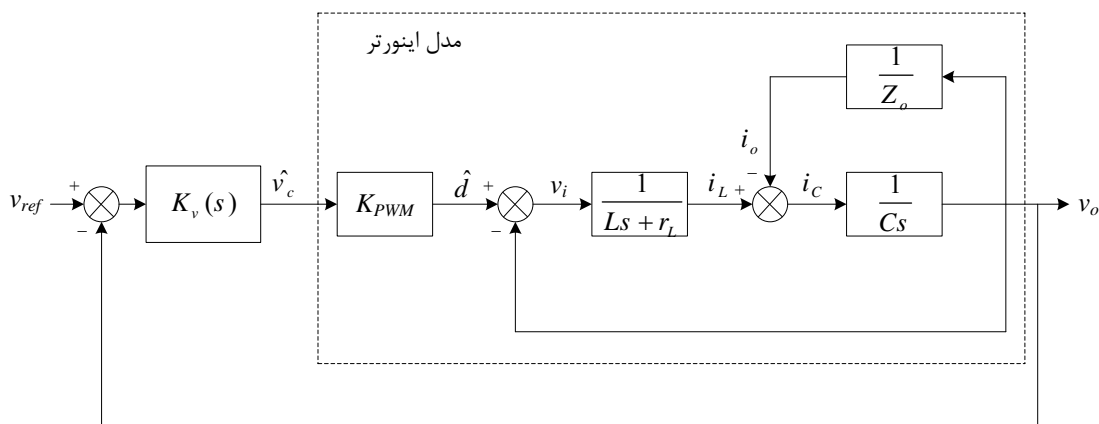 مدل اینورتر
1
Z_o
i_o
v_ref
+
−
K_v(s)
v̂_c
K_PWM
d̂
+
−
v_i
1
Ls + r_L
i_L
+
−
i_C
1
Cs
v_o